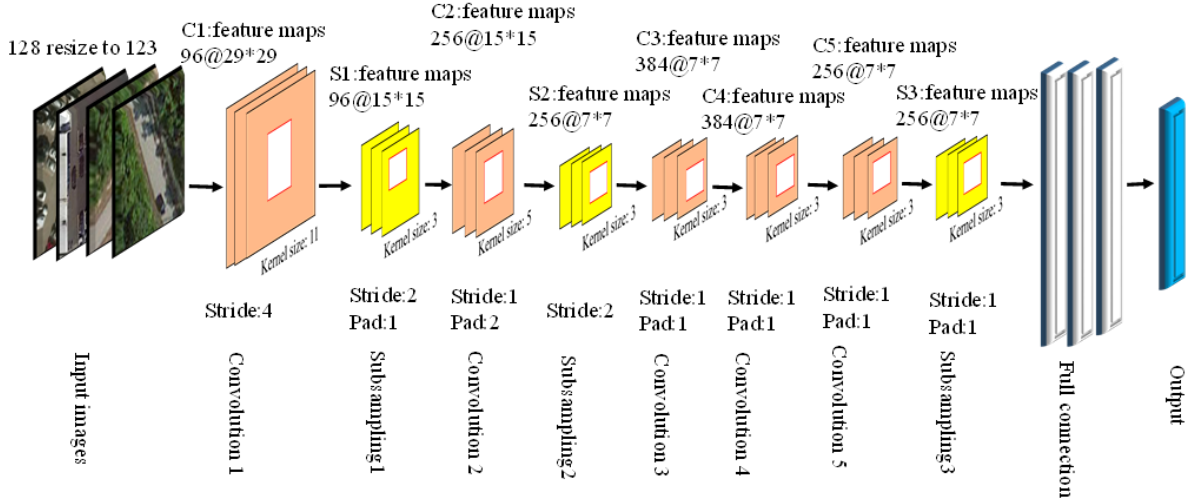 128 resize to 123
C1:feature maps
96@29*29
S1:feature maps
96@15*15
C2:feature maps
256@15*15
S2:feature maps
256@7*7
C3:feature maps
384@7*7
C4:feature maps
384@7*7
C5:feature maps
256@7*7
S3:feature maps
256@7*7
Kernel size: 11
Kernel size: 3
Kernel size: 5
Kernel size: 3
Kernel size: 3
Kernel size: 3
Kernel size: 3
Kernel size: 3
Stride:4
Stride:2
Pad:1
Stride:1
Pad:2
Stride:2
Stride:1
Pad:1
Stride:1
Pad:1
Stride:1
Pad:1
Stride:1
Pad:1
Input images
Convolution 1
Subsampling1
Convolution 2
Subsampling2
Convolution 3
Convolution 4
Convolution 5
Subsampling3
Full connection
Output